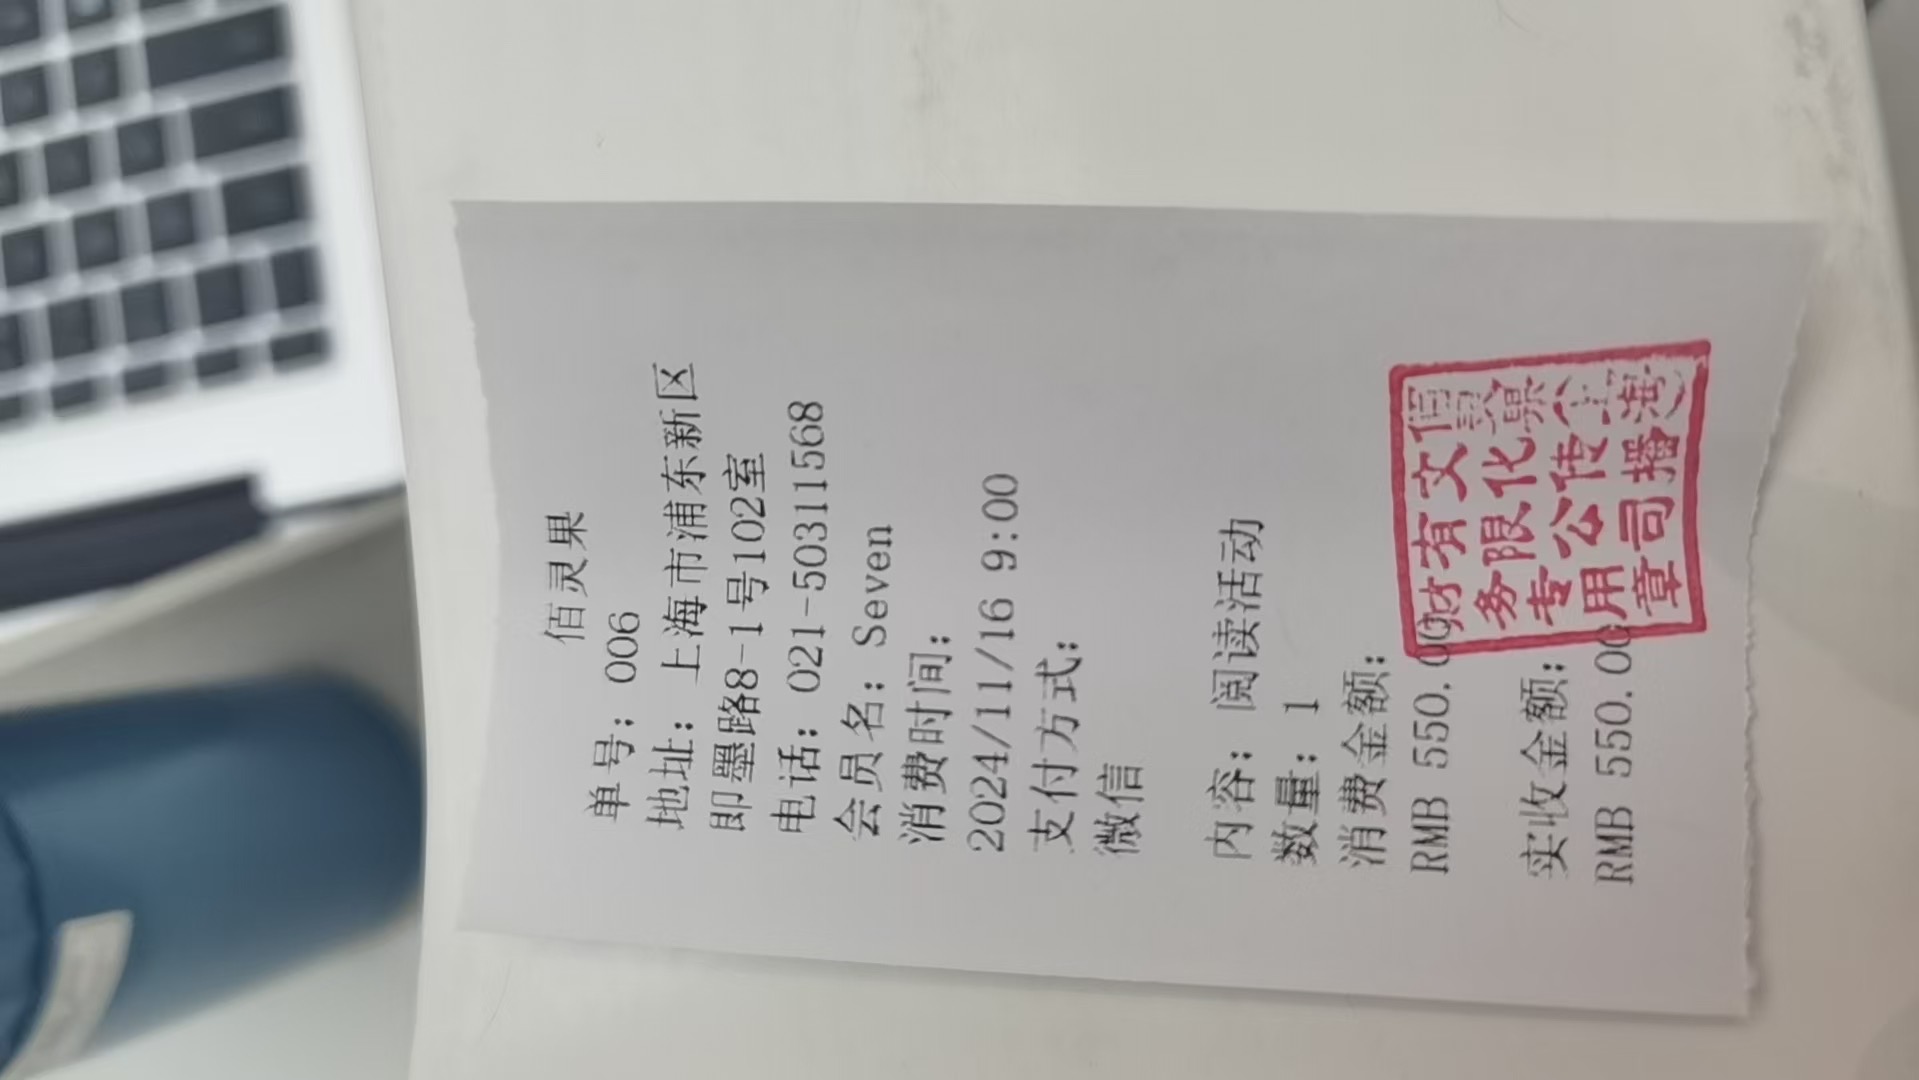 佰灵果
单号：006
地址：上海市浦东新区
即墨路8-1号102室
电话：021-50311568
会员名：Seven
消费时间：
2024/11/16 9:00
支付方式：
微信
内容：阅读活动
数量：1
消费金额：
RMB 550.00
实收金额：
RMB 550.00
佰灵果（上海）
文化传播
有限公司
财务专用章